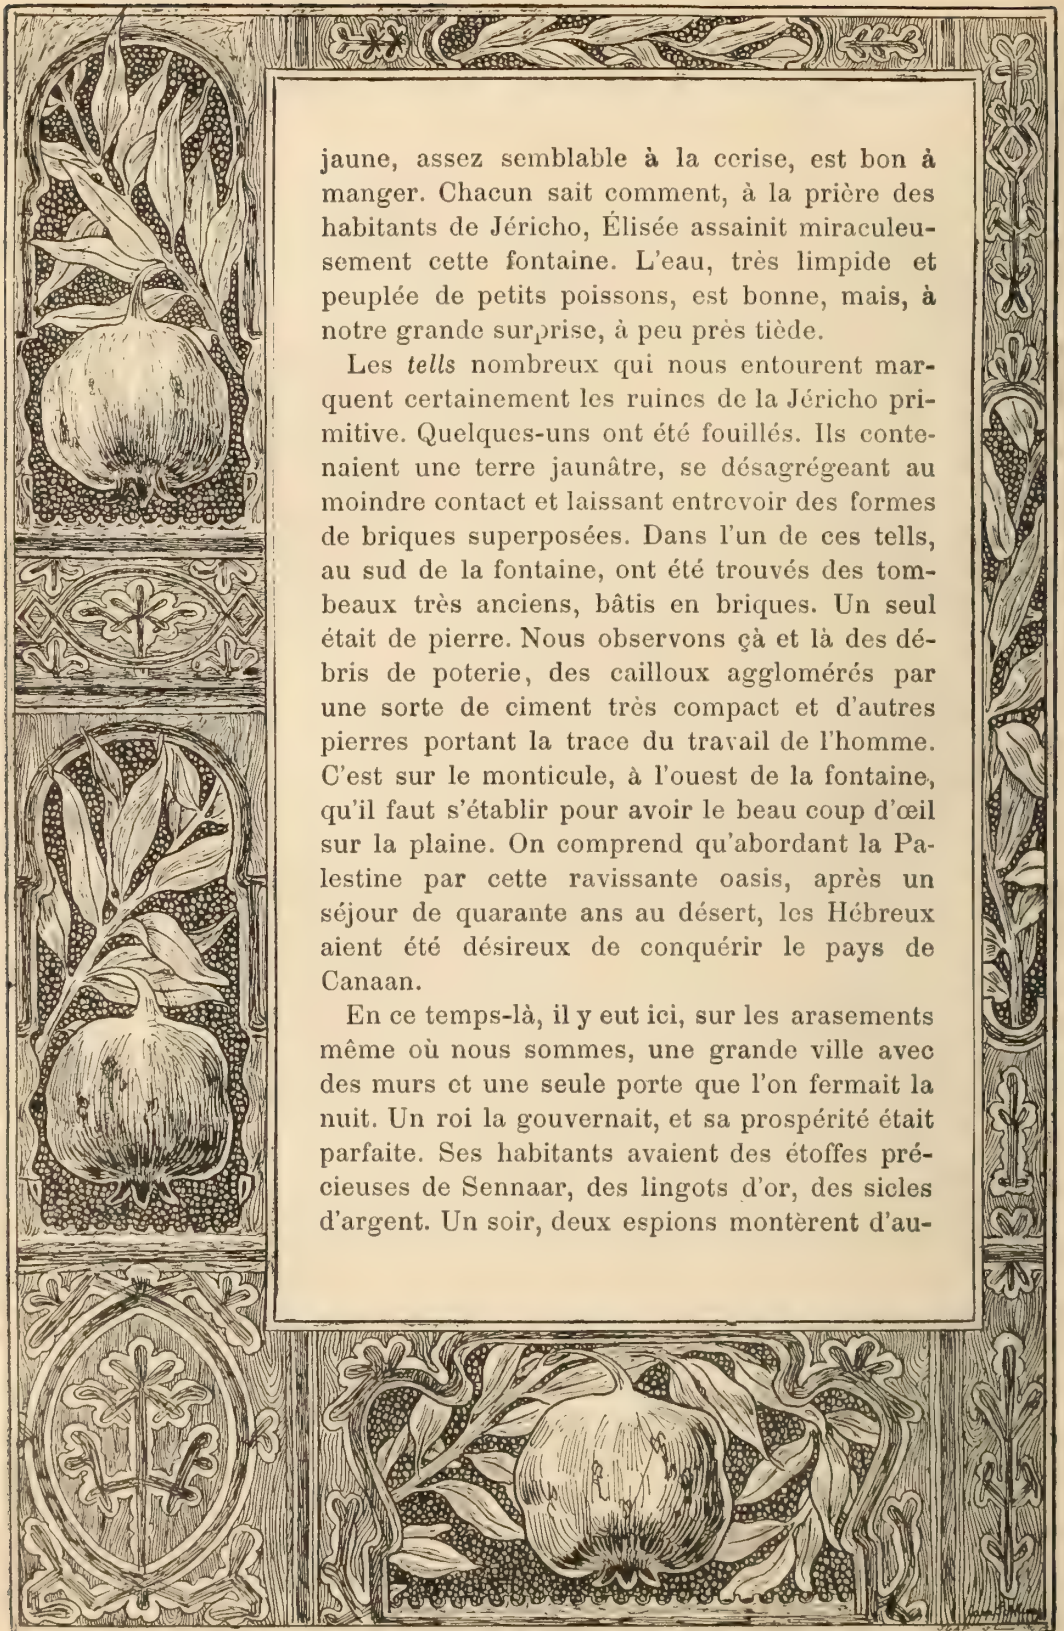 jaune, assez semblable à la cerise, est bon à
manger. Chacun sait comment, à la prière des
habitants de Jéricho, Élisée assainit miraculeu-
sement cette fontaine. L'eau, très limpide et
peuplée de petits poissons, est bonne, mais, à
notre grande surprise, à peu près tiède.
Les tells nombreux qui nous entourent mar-
quent certainement les ruines de la Jéricho pri-
mitive. Quelques-uns ont été fouillés. Ils conte-
naient une terre jaunâtre, se désagrégeant au
moindre contact et laissant entrevoir des formes
de briques superposées. Dans l'un de ces tells,
au sud de la fontaine, ont été trouvés des tom-
beaux très anciens, bâtis en briques. Un seul
était de pierre. Nous observons çà et là des dé-
bris de poterie, des cailloux agglomérés par
une sorte de ciment très compact et d'autres
pierres portant la trace du travail de l'homme.
C'est sur le monticule, à l'ouest de la fontaine,
qu'il faut s'établir pour avoir le beau coup d'œil
sur la plaine. On comprend qu'abordant la Pa-
lestine par cette ravissante oasis, après un
séjour de quarante ans au désert, les Hébreux
aient été désireux de conquérir le pays de
Canaan.
En ce temps-là, il y eut ici, sur les arasements
même où nous sommes, une grande ville avec
des murs et une seule porte que l'on fermait la
nuit. Un roi la gouvernait, et sa prospérité était
parfaite. Ses habitants avaient des étoffes pré-
cieuses de Sennaar, des lingots d'or, des sicles
d'argent. Un soir, deux espions montèrent d'au-